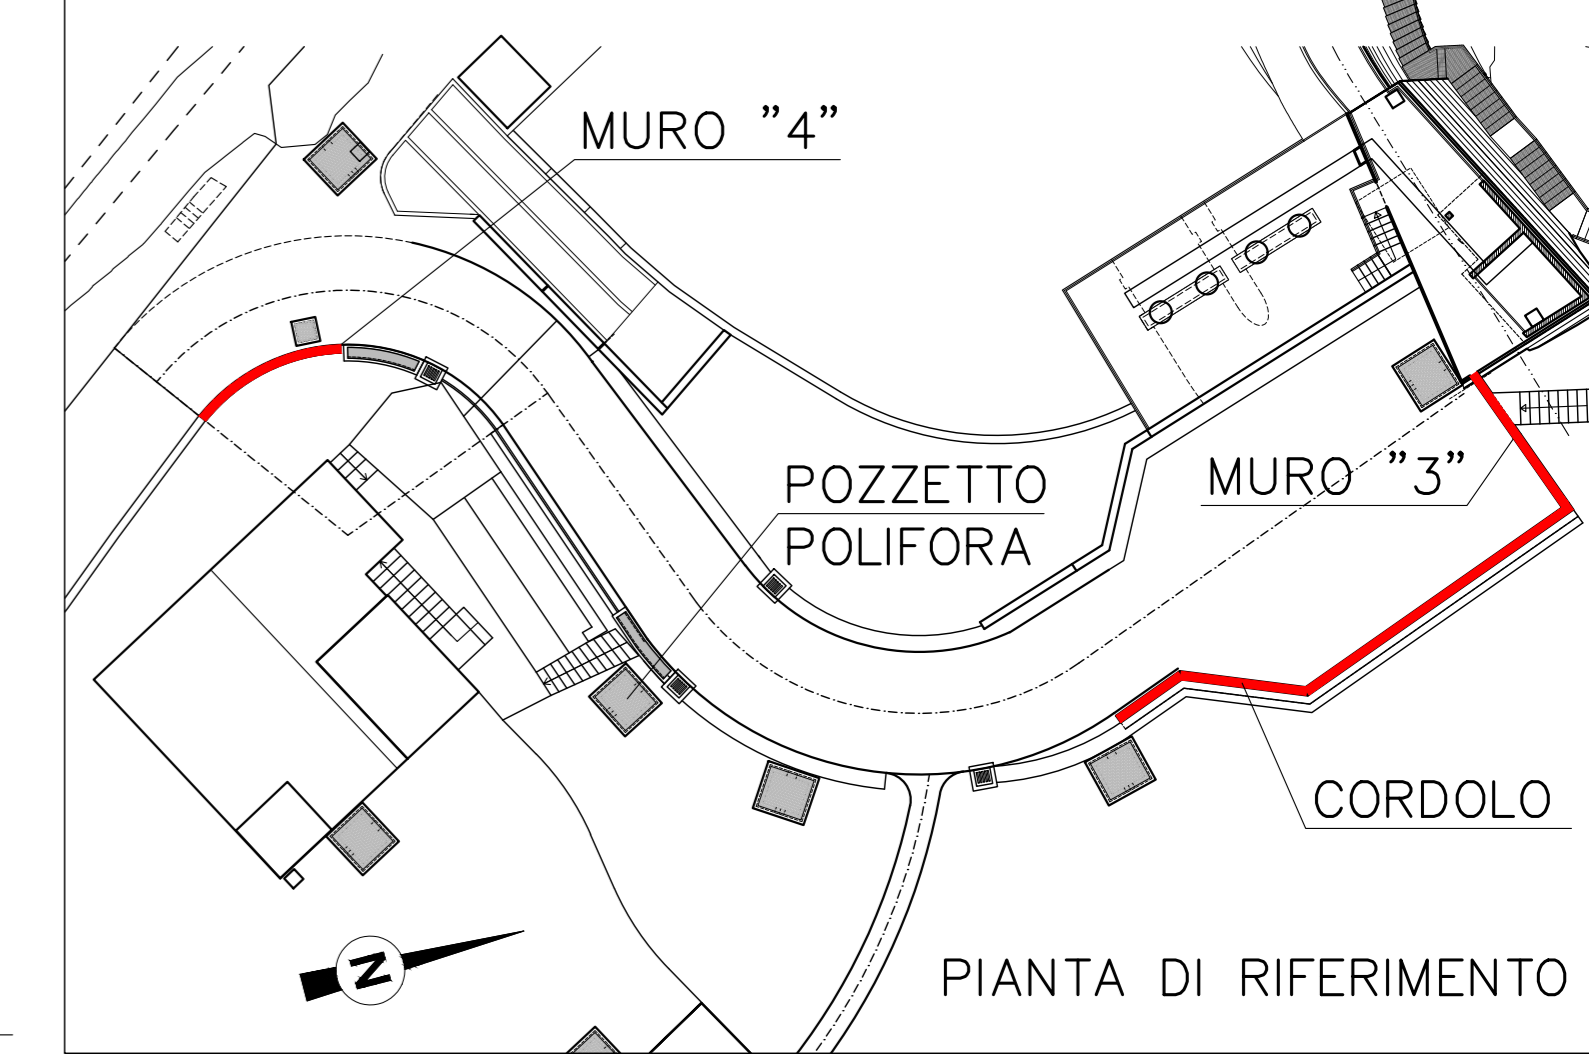 MURO "4"
POZZETTO
POLIFORA
MURO "3"
CORDOLO
N
PIANTA DI RIFERIMENTO